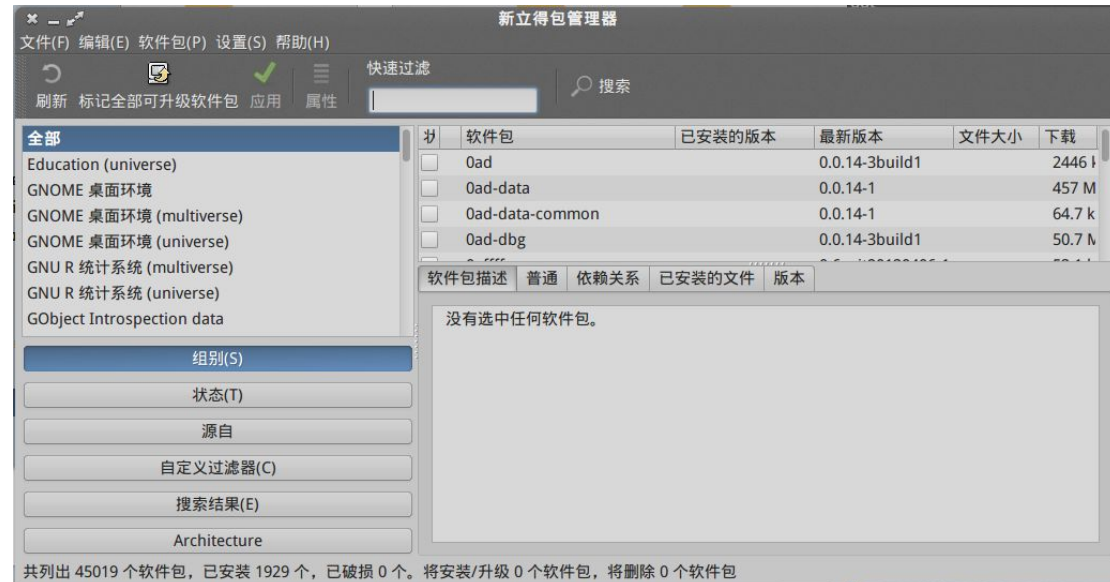 新立得包管理器
文件(F) 编辑(E) 软件包(P) 设置(S) 帮助(H)
刷新 标记全部可升级软件包 应用 属性
快速过滤
搜索
全部
Education (universe)
GNOME 桌面环境
GNOME 桌面环境 (multiverse)
GNOME 桌面环境 (universe)
GNU R 统计系统 (multiverse)
GNU R 统计系统 (universe)
GObject Introspection data
组别(S)
状态(T)
源自
自定义过滤器(C)
搜索结果(E)
Architecture
软件包 已安装的版本 最新版本 文件大小 下载
0ad 0.0.14-3build1 2446
0ad-data 0.0.14-1 457 M
0ad-data-common 0.0.14-1 64.7 k
0ad-dbg 0.0.14-3build1 50.7
软件包描述 普通 依赖关系 已安装的文件 版本
没有选中任何软件包。
共列出 45019 个软件包，已安装 1929 个，已破损 0 个。将安装/升级 0 个软件包，将删除 0 个软件包